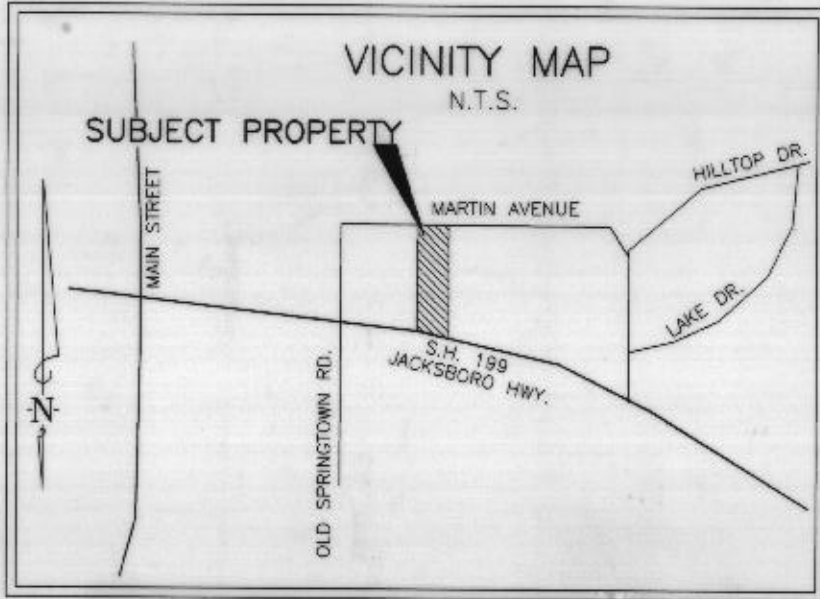 VICINITY MAP
N.T.S.
SUBJECT PROPERTY
HILLTOP DR.
MARTIN AVENUE
MAIN STREET
LAKE DR.
S.H. 199
JACKSBORO HWY.
-N-
OLD SPRINGTOWN RD.